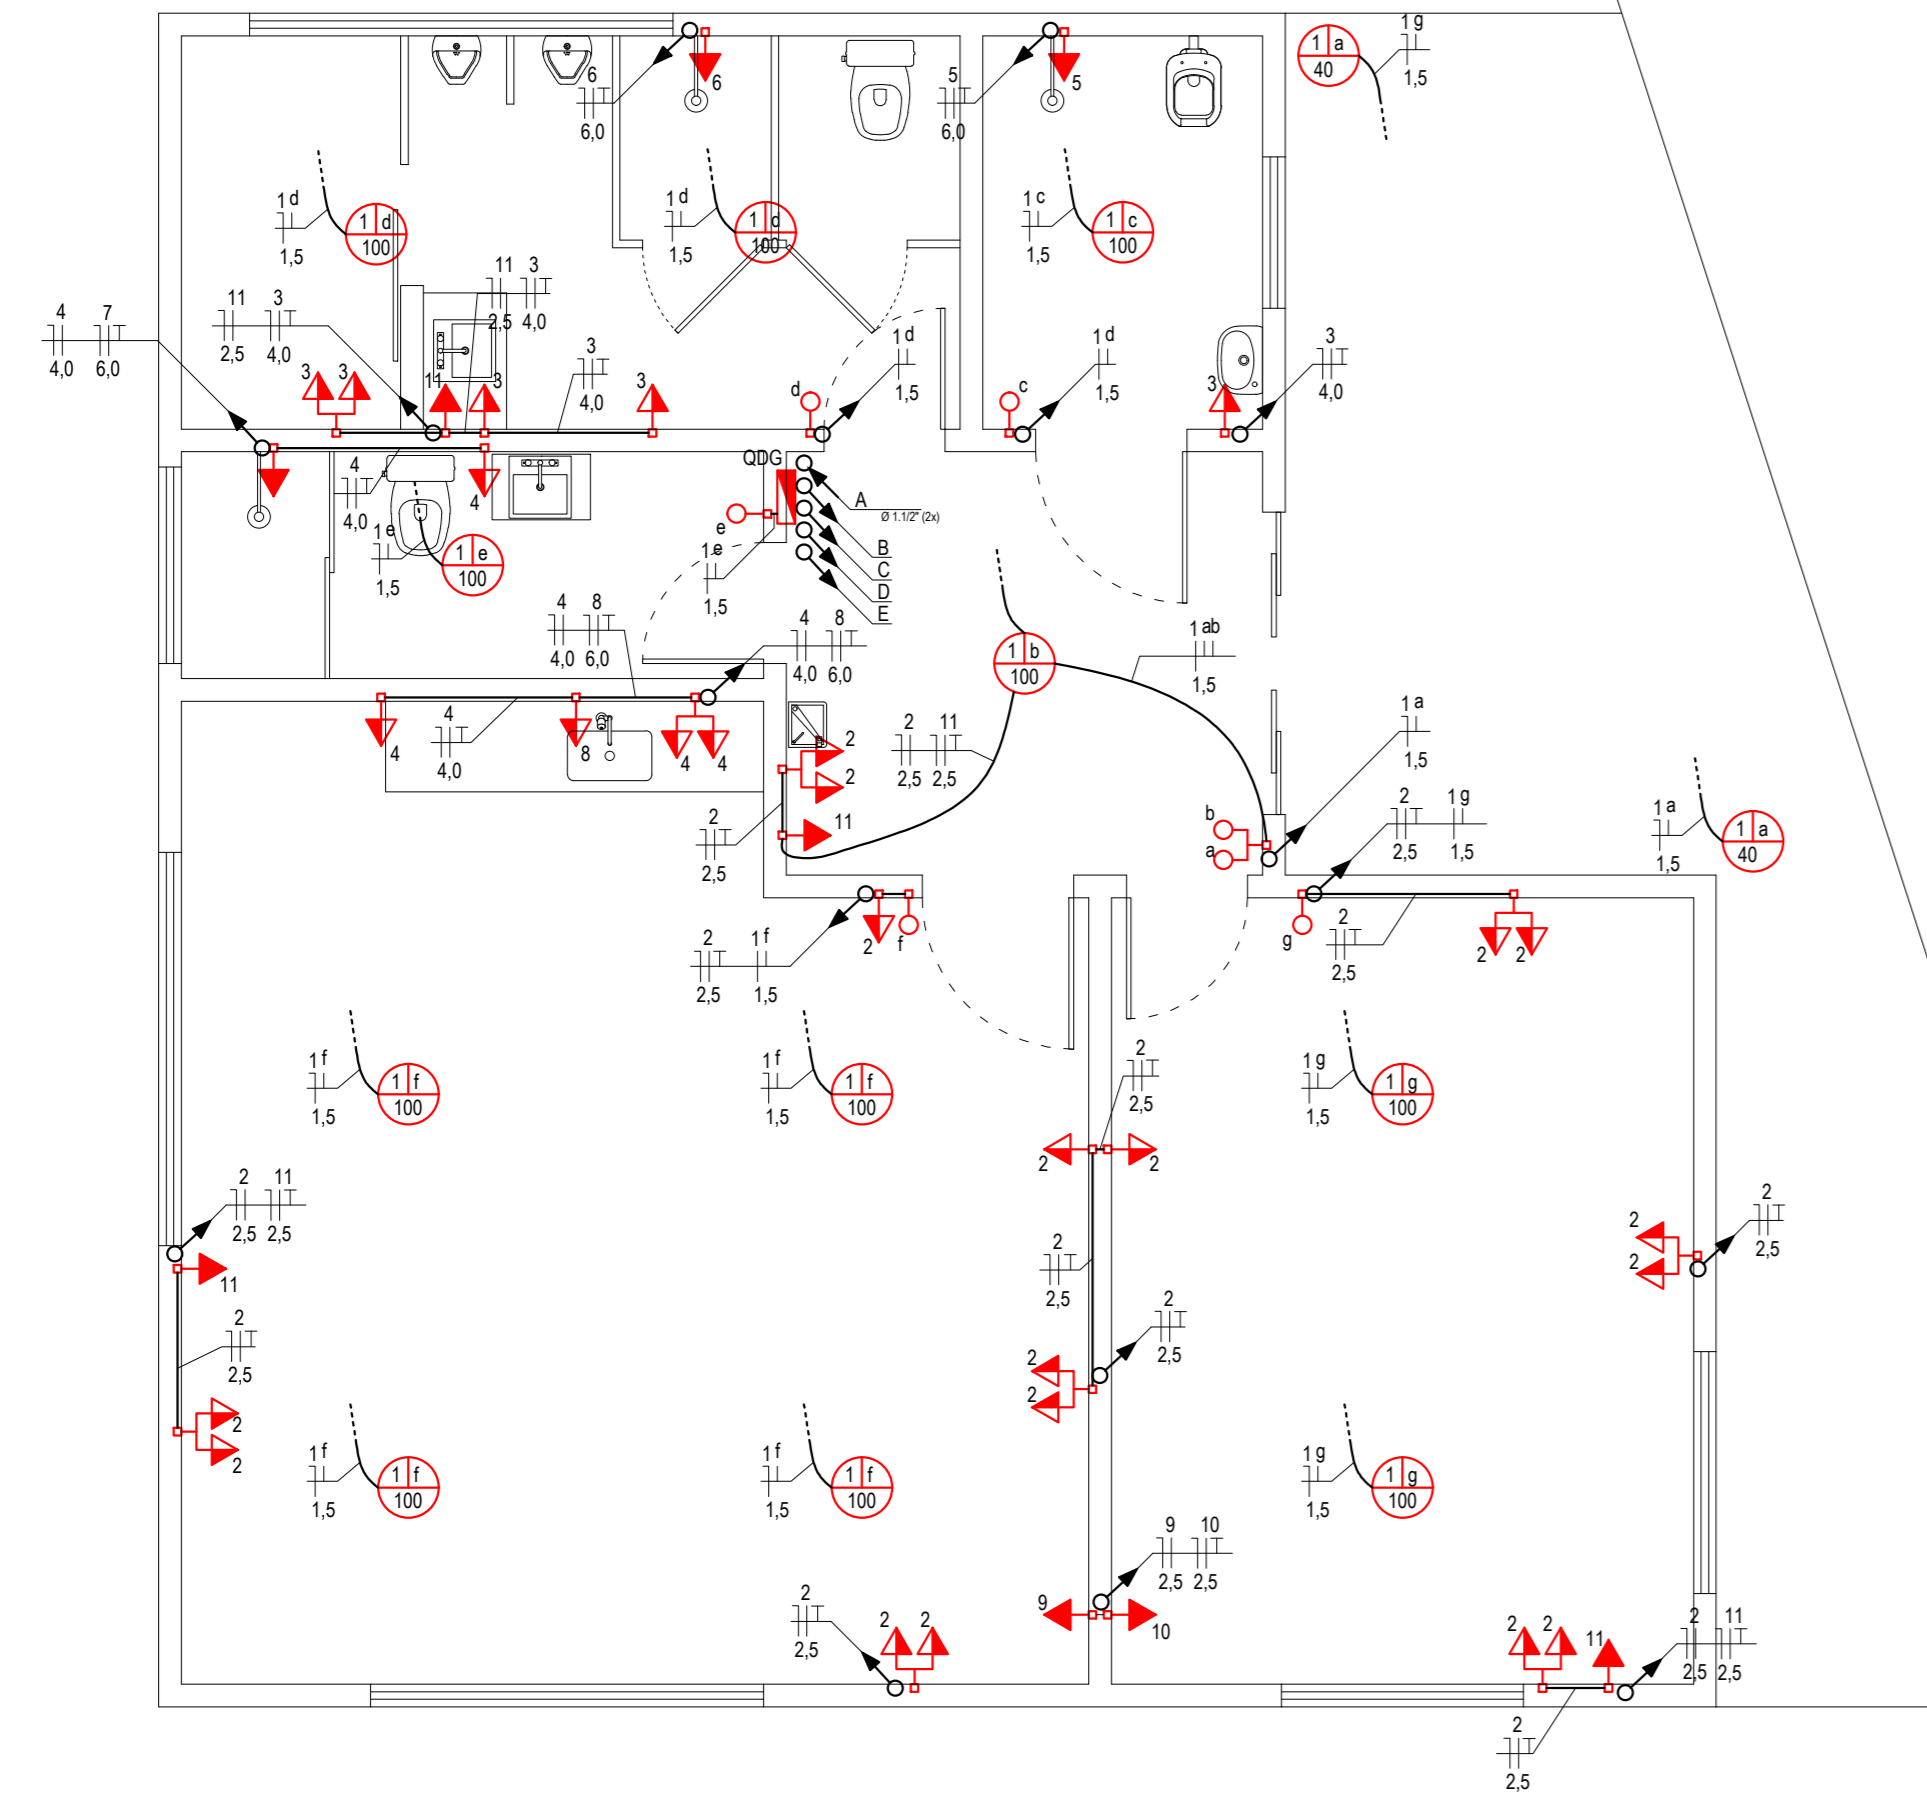 1 a
40
1 g
1,5
6
6,0
6
5
6,0
5
1 d
1,5
1 d
100
1 d
1,5
1 d
100
1 c
1,5
1 c
100
4 7
4,0 6,0
11 3
2,5 4,0
11 3
2,5 4,0
3
4,0
3 3
11
3
3
d
1 d
1,5
c
1 d
1,5
3
3
4,0
4
4,0
4
QDG
e
1 e
1,5
A
Ø 1.1/2" (2x)
B
C
D
E
1 e
1,5
1 e
100
4 8
4,0 6,0
4 8
4,0 6,0
1 b
100
1 ab
1,5
4
4
4,0
8
4 4
2
2
11
2
2,5
2 11
2,5 2,5
1 a
1,5
b
a
2 1 g
2,5 1,5
1 a
1,5
1 a
40
2 1 f
2,5 1,5
2
f
g
2
2,5
2 2
1 f
1,5
1 f
100
1 f
1,5
1 f
100
2
2,5
1 g
1,5
1 g
100
2 2
2 11
2,5 2,5
11
2
2,5
2
2
2
2,5
2
2,5
2
2
2
2
2
2,5
1 f
1,5
1 f
100
1 f
1,5
1 f
100
1 g
1,5
1 g
100
9 10
2,5 2,5
9
10
2
2,5
2 2
2 2
11
2 11
2,5 2,5
2
2,5